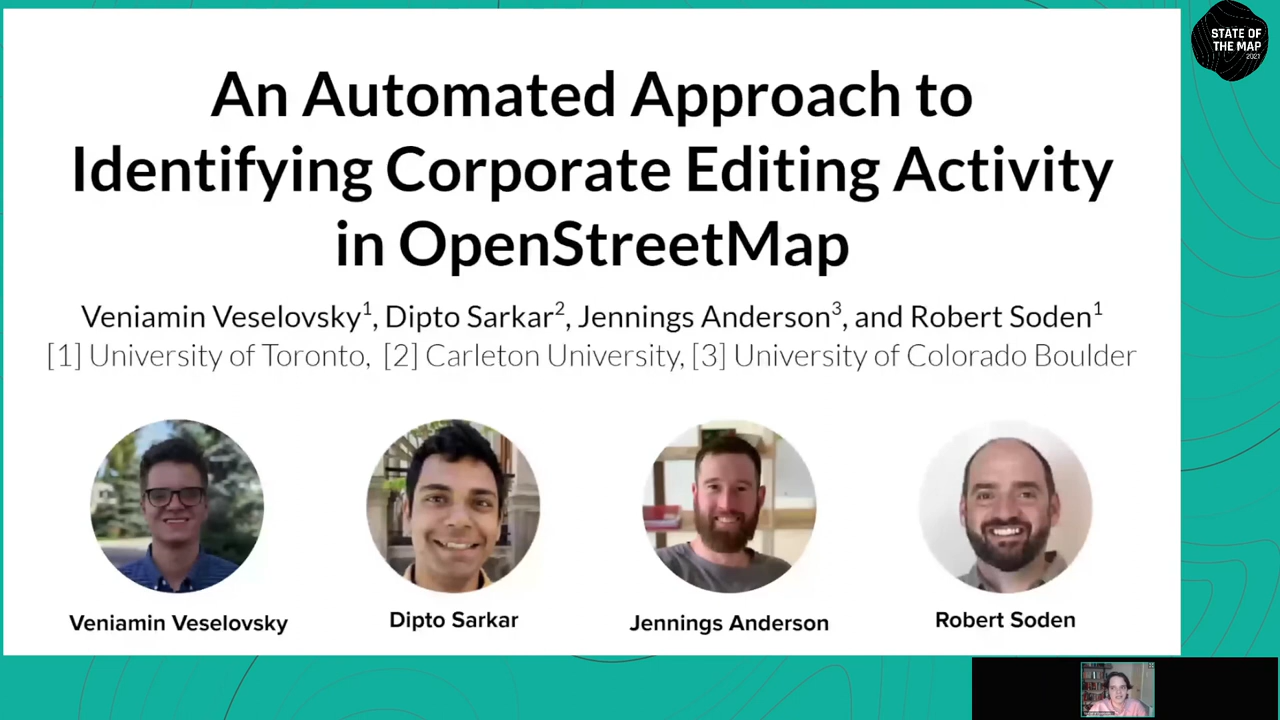 STATE OF
THE MAP
2021
An Automated Approach to
Identifying Corporate Editing Activity
in OpenStreetMap
Veniamin Veselovsky¹, Dipto Sarkar², Jennings Anderson³, and Robert Soden¹
[1] University of Toronto, [2] Carleton University, [3] University of Colorado Boulder
Veniamin Veselovsky
Dipto Sarkar
Jennings Anderson
Robert Soden